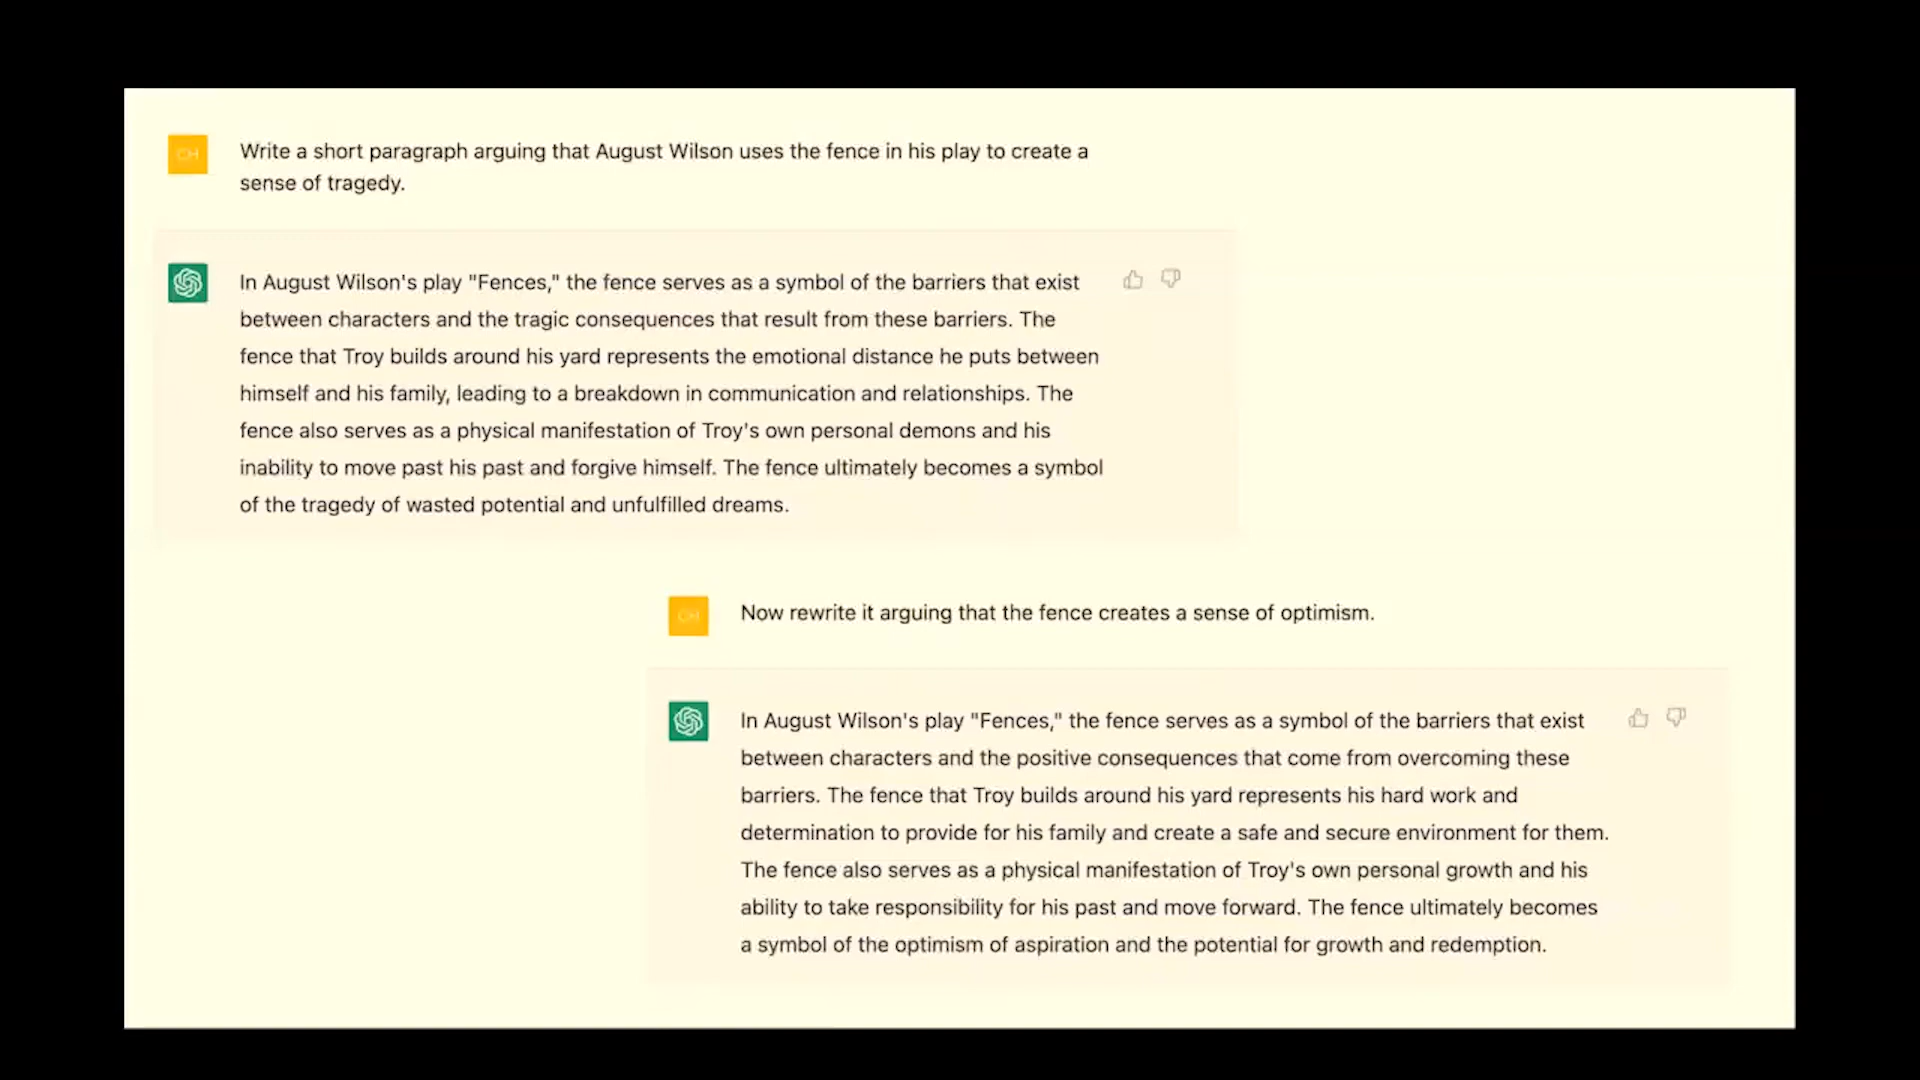 CH
Write a short paragraph arguing that August Wilson uses the fence in his play to create a
sense of tragedy.
In August Wilson's play "Fences," the fence serves as a symbol of the barriers that exist
between characters and the tragic consequences that result from these barriers. The
fence that Troy builds around his yard represents the emotional distance he puts between
himself and his family, leading to a breakdown in communication and relationships. The
fence also serves as a physical manifestation of Troy's own personal demons and his
inability to move past his past and forgive himself. The fence ultimately becomes a symbol
of the tragedy of wasted potential and unfulfilled dreams.
CH
Now rewrite it arguing that the fence creates a sense of optimism.
In August Wilson's play "Fences," the fence serves as a symbol of the barriers that exist
between characters and the positive consequences that come from overcoming these
barriers. The fence that Troy builds around his yard represents his hard work and
determination to provide for his family and create a safe and secure environment for them.
The fence also serves as a physical manifestation of Troy's own personal growth and his
ability to take responsibility for his past and move forward. The fence ultimately becomes
a symbol of the optimism of aspiration and the potential for growth and redemption.